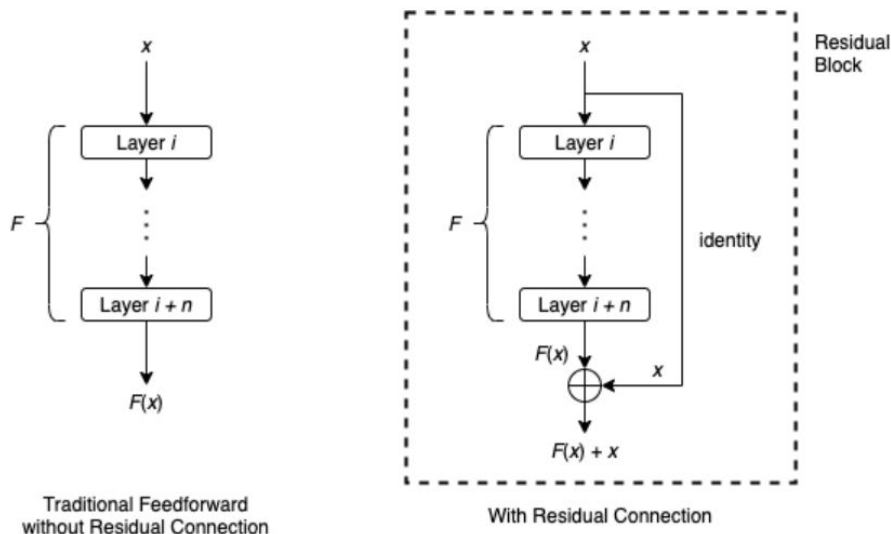 x
Layer i
F
⋮
Layer i + n
F(x)
Traditional Feedforward
without Residual Connection
Residual
Block
x
Layer i
F
⋮
identity
Layer i + n
F(x)
x
F(x) + x
With Residual Connection